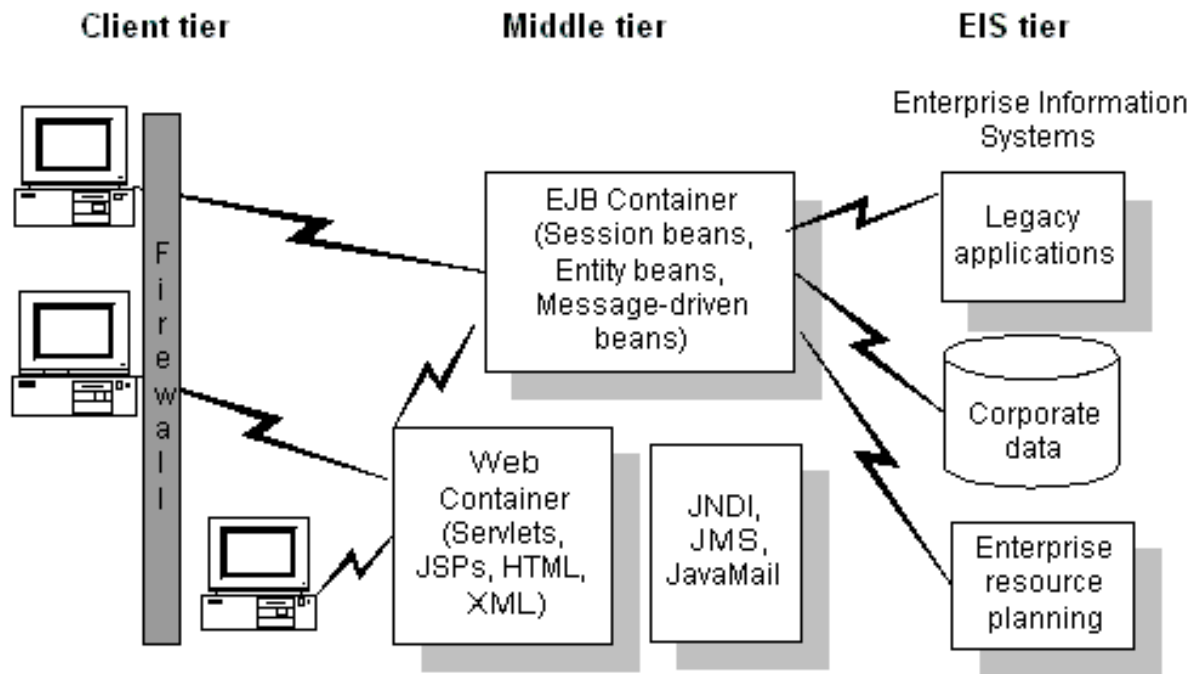 Client tier
Middle tier
EIS tier
Enterprise Information
Systems
Firewall
EJB Container
(Session beans,
Entity beans,
Message-driven
beans)
Legacy
applications
Corporate
data
Web
Container
(Servlets,
JSPs, HTML,
XML)
JNDI,
JMS,
JavaMail
Enterprise
resource
planning